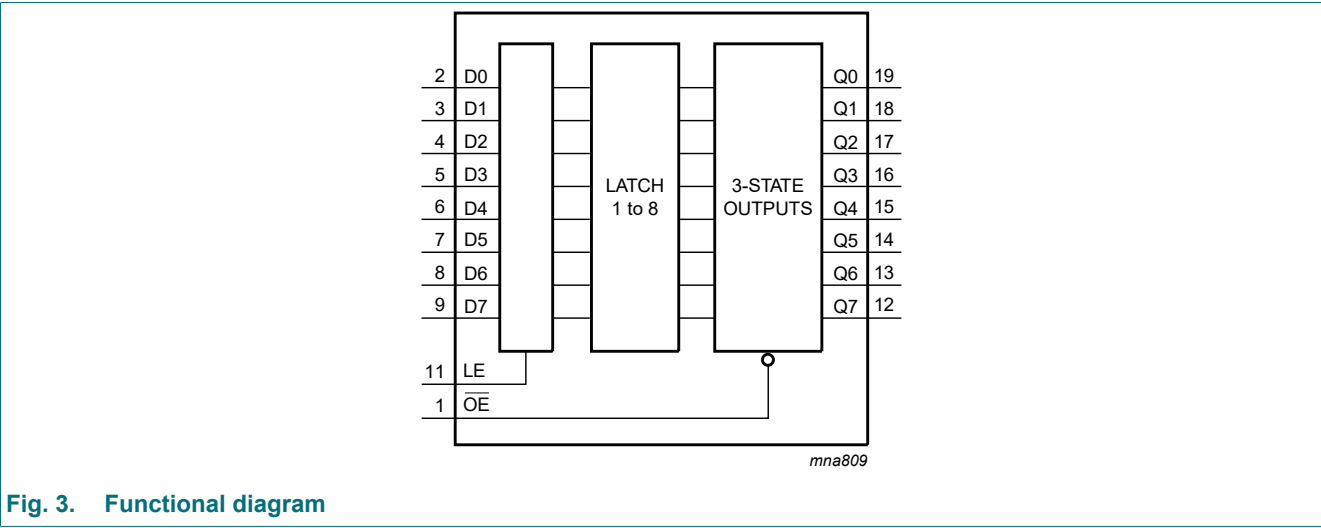 2 D0 Q0 19
3 D1 Q1 18
4 D2 Q2 17
5 D3 LATCH 3-STATE Q3 16
6 D4 1 to 8 OUTPUTS Q4 15
7 D5 Q5 14
8 D6 Q6 13
9 D7 Q7 12
11 LE
1 O̅E̅
mna809
Fig. 3. Functional diagram